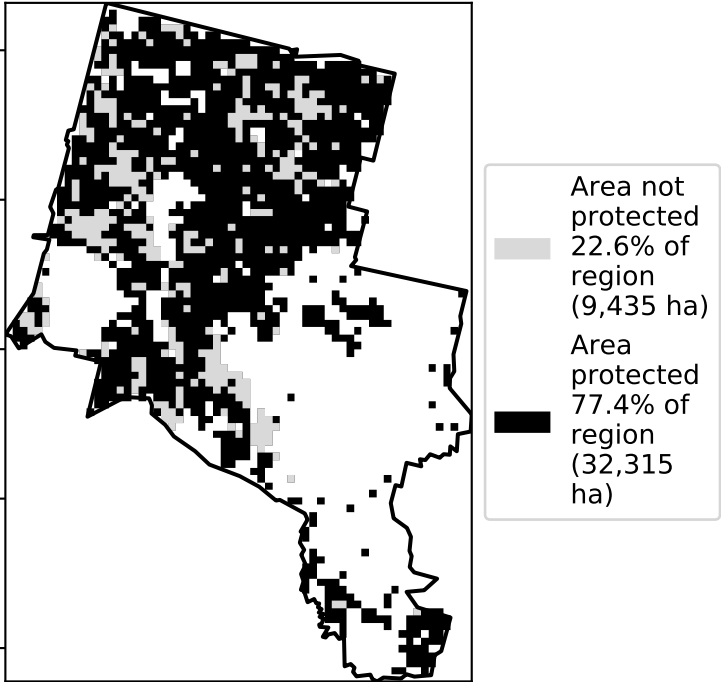 Area not
protected
22.6% of
region
(9,435 ha)
Area
protected
77.4% of
region
(32,315
ha)